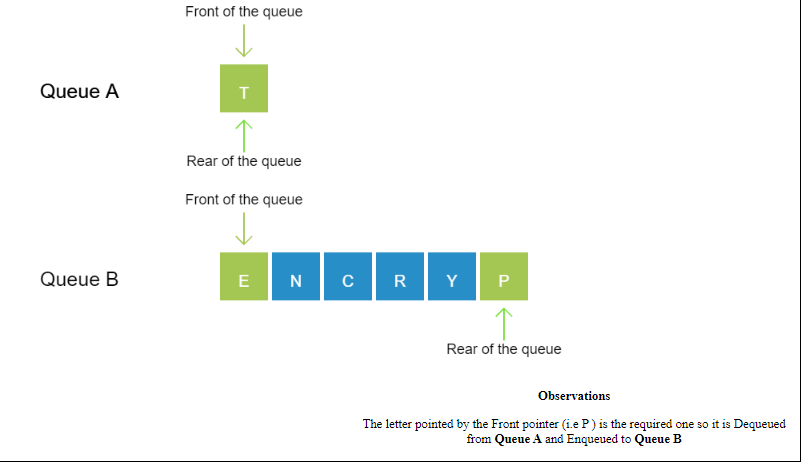 Front of the queue
Queue A
T
Rear of the queue
Front of the queue
Queue B
E N C R Y P
Rear of the queue
Observations
The letter pointed by the Front pointer (i.e P ) is the required one so it is Dequeued
from Queue A and Enqueued to Queue B